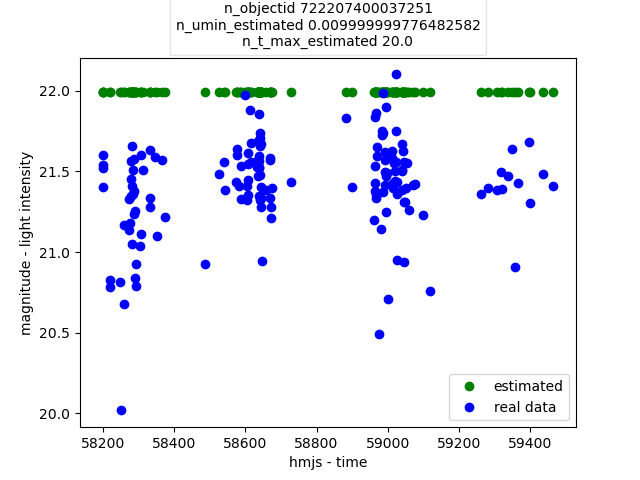 n_objectid 722207400037251
n_umin_estimated 0.009999999776482582
n_t_max_estimated 20.0
magnitude - light intensity
22.0
21.5
21.0
20.5
20.0
estimated
real data
58200 58400 58600 58800 59000 59200 59400
hmjs - time